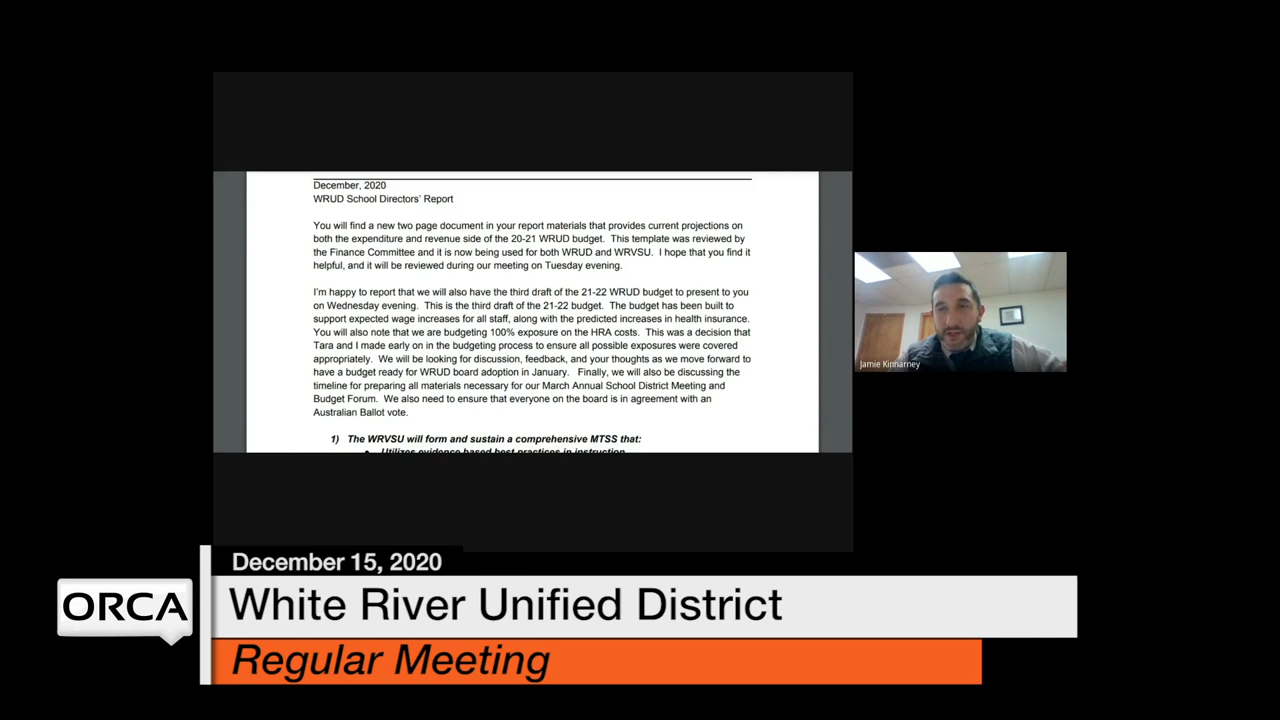 December, 2020
WRUD School Directors' Report
You will find a new two page document in your report materials that provides current projections on
both the expenditure and revenue side of the 20-21 WRUD budget.  This template was reviewed by
the Finance Committee and it is now being used for both WRUD and WRVSU.  I hope that you find it
helpful, and it will be reviewed during our meeting on Tuesday evening.
I'm happy to report that we will also have the third draft of the 21-22 WRUD budget to present to you
on Wednesday evening.  This is the third draft of the 21-22 budget.  The budget has been built to
support expected wage increases for all staff, along with the predicted increases in health insurance.
You will also note that we are budgeting 100% exposure on the HRA costs.  This was a decision that
Tara and I made early on in the budgeting process to ensure all possible exposures were covered
appropriately.  We will be looking for discussion, feedback, and your thoughts as we move forward to
have a budget ready for WRUD board adoption in January.  Finally, we will also be discussing the
timeline for preparing all materials necessary for our March Annual School District Meeting and
Budget Forum.  We also need to ensure that everyone on the board is in agreement with an
Australian Ballot vote.
1) The WRVSU will form and sustain a comprehensive MTSS that:
• Utilizes evidence based best practices in instruction
Jamie Kinharney
December 15, 2020
ORCA
White River Unified District
Regular Meeting